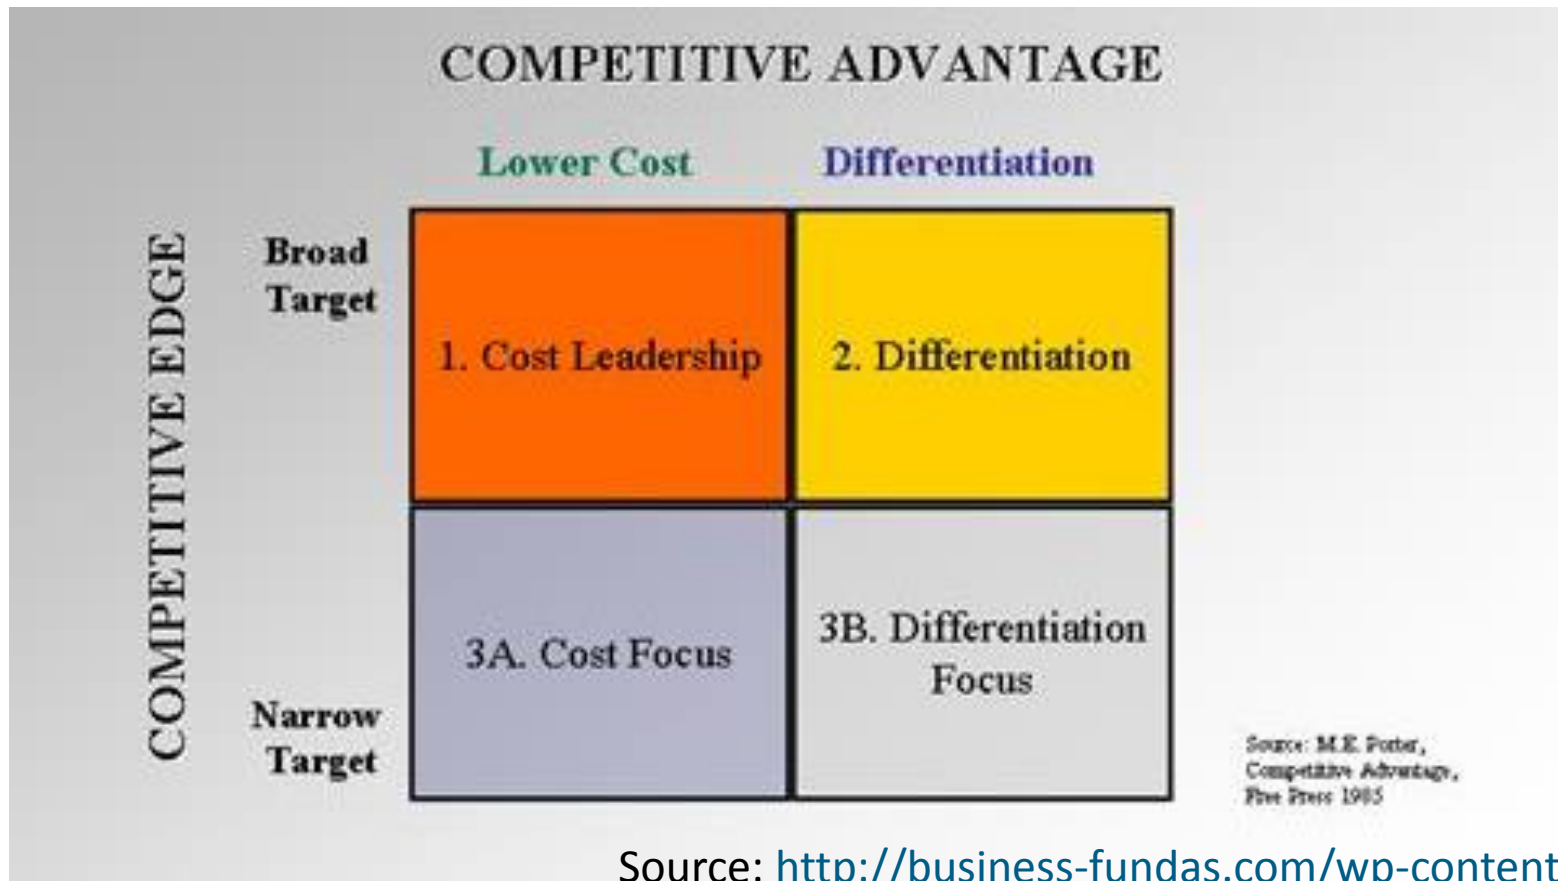 COMPETITIVE ADVANTAGE
Lower Cost
Differentiation
COMPETITIVE EDGE
Broad
Target
1. Cost Leadership
2. Differentiation
3A. Cost Focus
3B. Differentiation
Focus
Narrow
Target
Source: M.E. Porter,
Competitive Advantage,
Free Press 1985
Source: http://business-fundas.com/wp-content